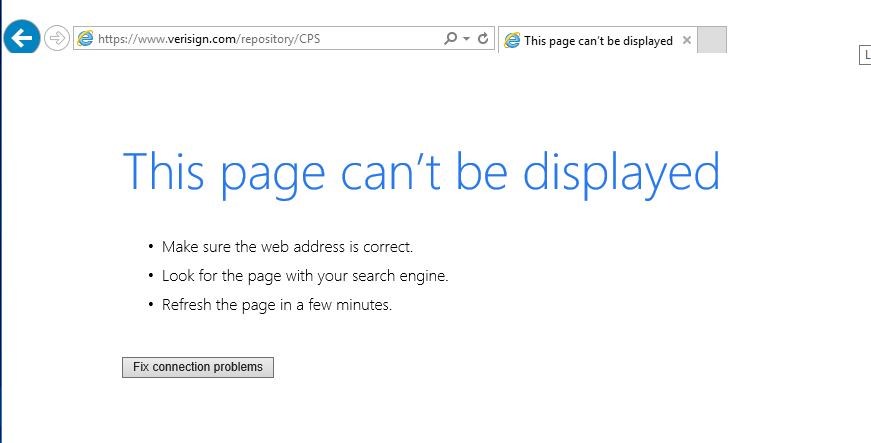 https://www.verisign.com/repository/CPS
This page can't be displayed
This page can't be displayed
• Make sure the web address is correct.
• Look for the page with your search engine.
• Refresh the page in a few minutes.
Fix connection problems